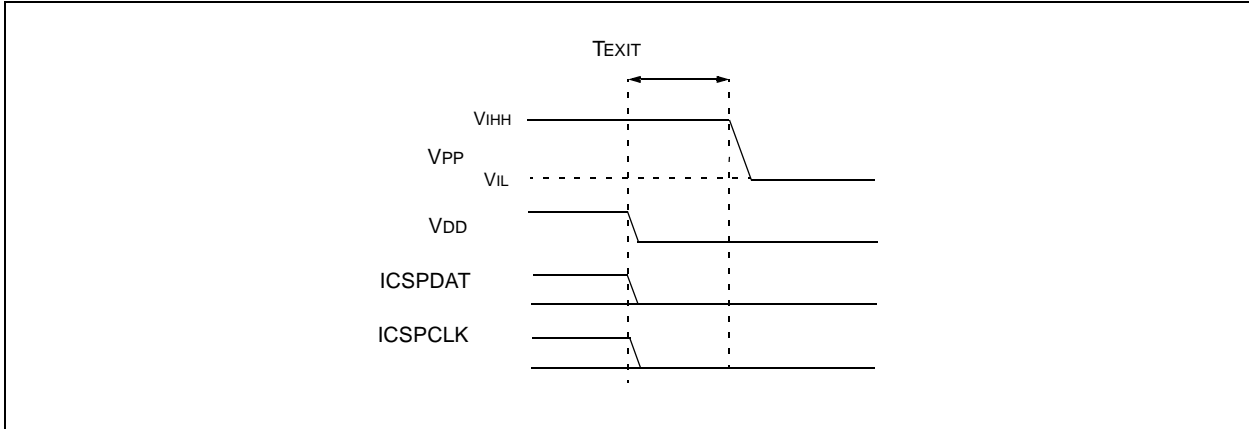 TEXIT
VIHH
VPP
VIL
VDD
ICSPDAT
ICSPCLK